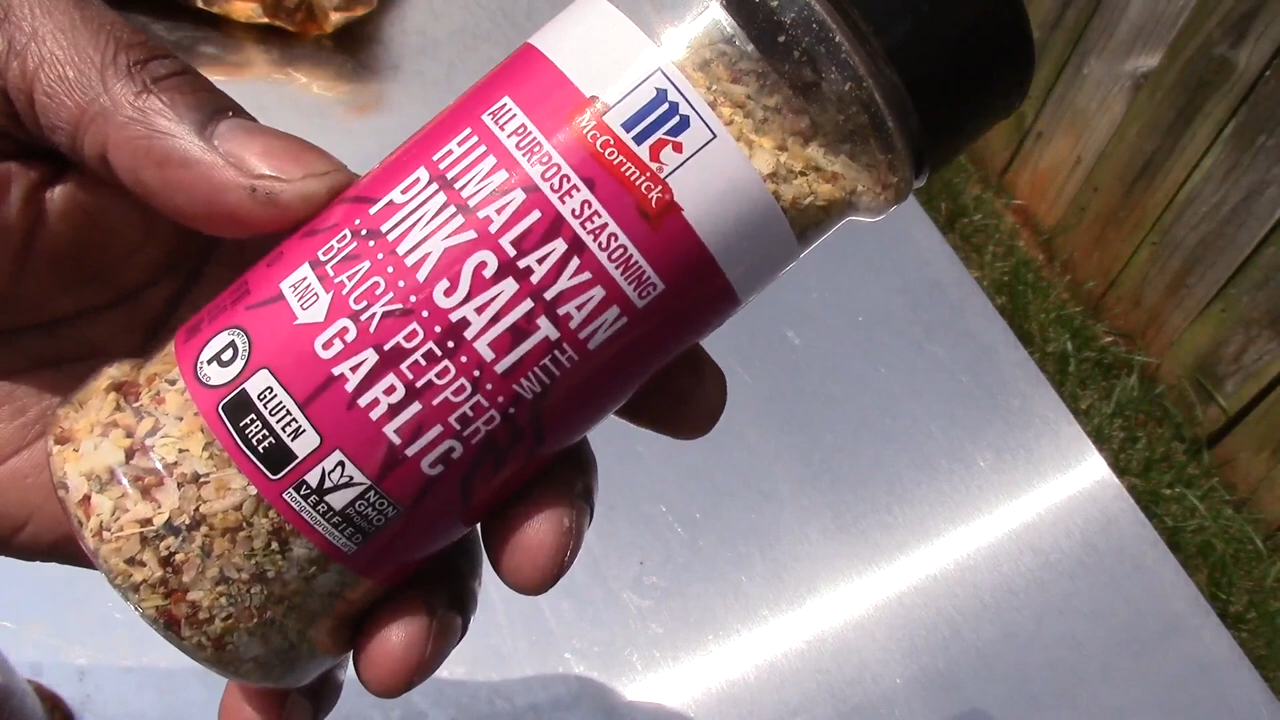 Mc
McCormick®
ALL PURPOSE SEASONING
HIMALAYAN
PINK SALT WITH
BLACK PEPPER
AND GARLIC
CERTIFIED
P
PALEO
GLUTEN
FREE
NON
GMO
Project
VERIFIED
nongmoproject.org